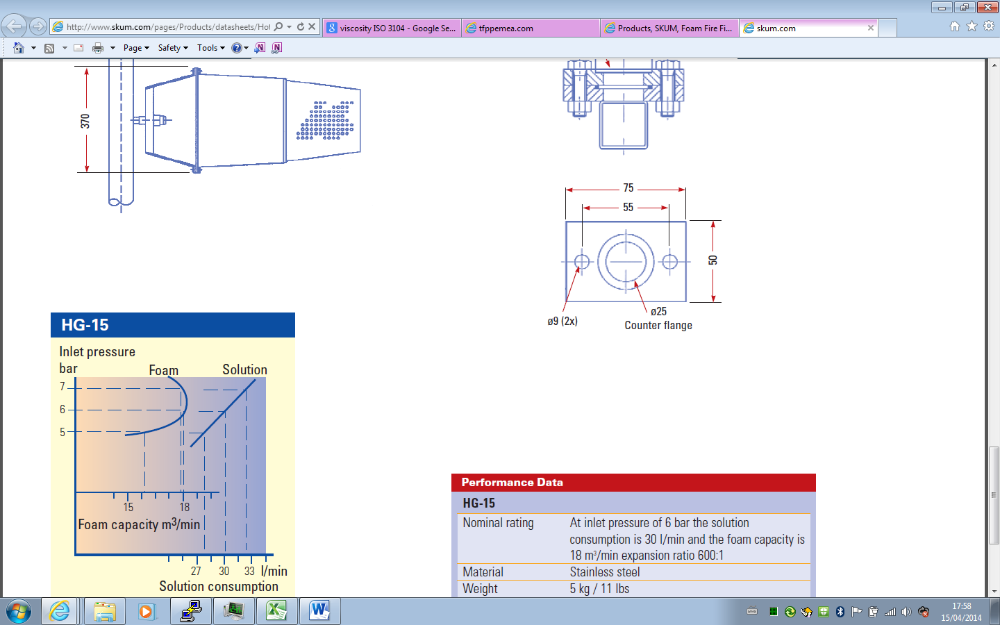 http://www.skum.com/pages/Products/datasheets/Hot
viscosity ISO 3104 - Google Se...
tfppemea.com
Products, SKUM, Foam Fire Fi...
skum.com
Page
Safety
Tools
370
75
55
50
ø9 (2x)
ø25
Counter flange
HG-15
Inlet pressure
bar
Foam
Solution
7
6
5
15
18
Foam capacity m³/min
27
30
33
l/min
Solution consumption
Performance Data
HG-15
Nominal rating
At inlet pressure of 6 bar the solution
consumption is 30 l/min and the foam capacity is
18 m³/min expansion ratio 600:1
Material
Stainless steel
Weight
5 kg / 11 lbs
17:58
15/04/2014